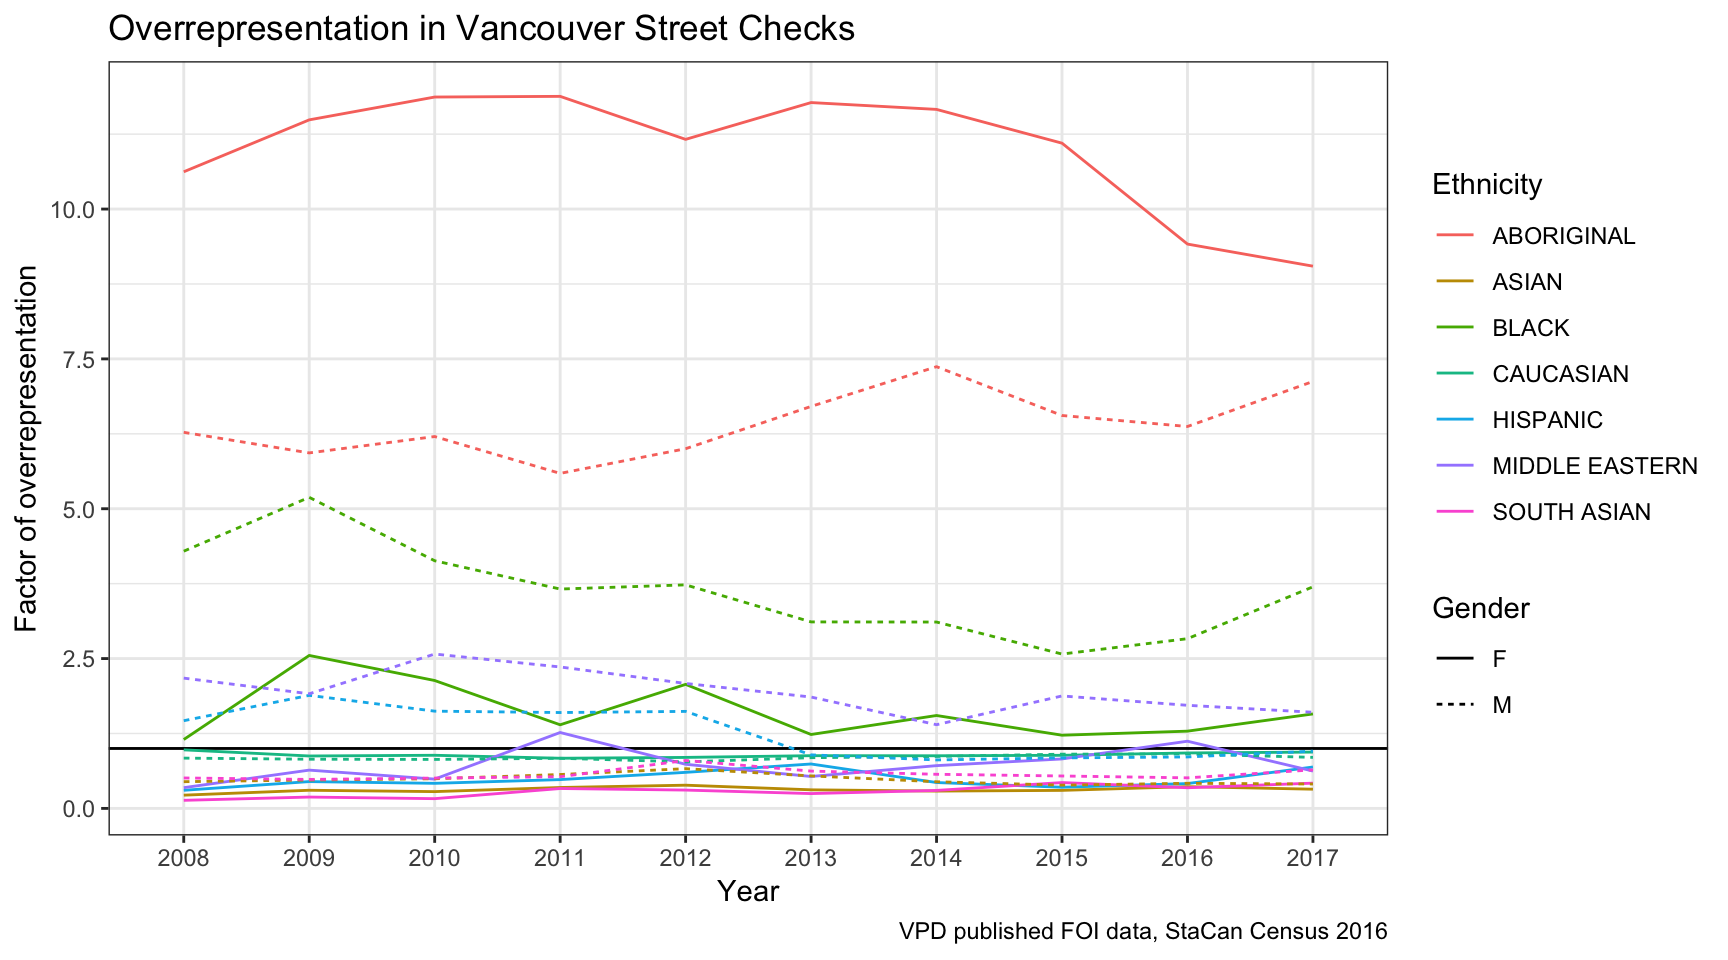 Overrepresentation in Vancouver Street Checks
Factor of overrepresentation
10.0
7.5
5.0
2.5
0.0
2008 2009 2010 2011 2012 2013 2014 2015 2016 2017
Year
VPD published FOI data, StaCan Census 2016
Ethnicity
ABORIGINAL
ASIAN
BLACK
CAUCASIAN
HISPANIC
MIDDLE EASTERN
SOUTH ASIAN
Gender
F
M